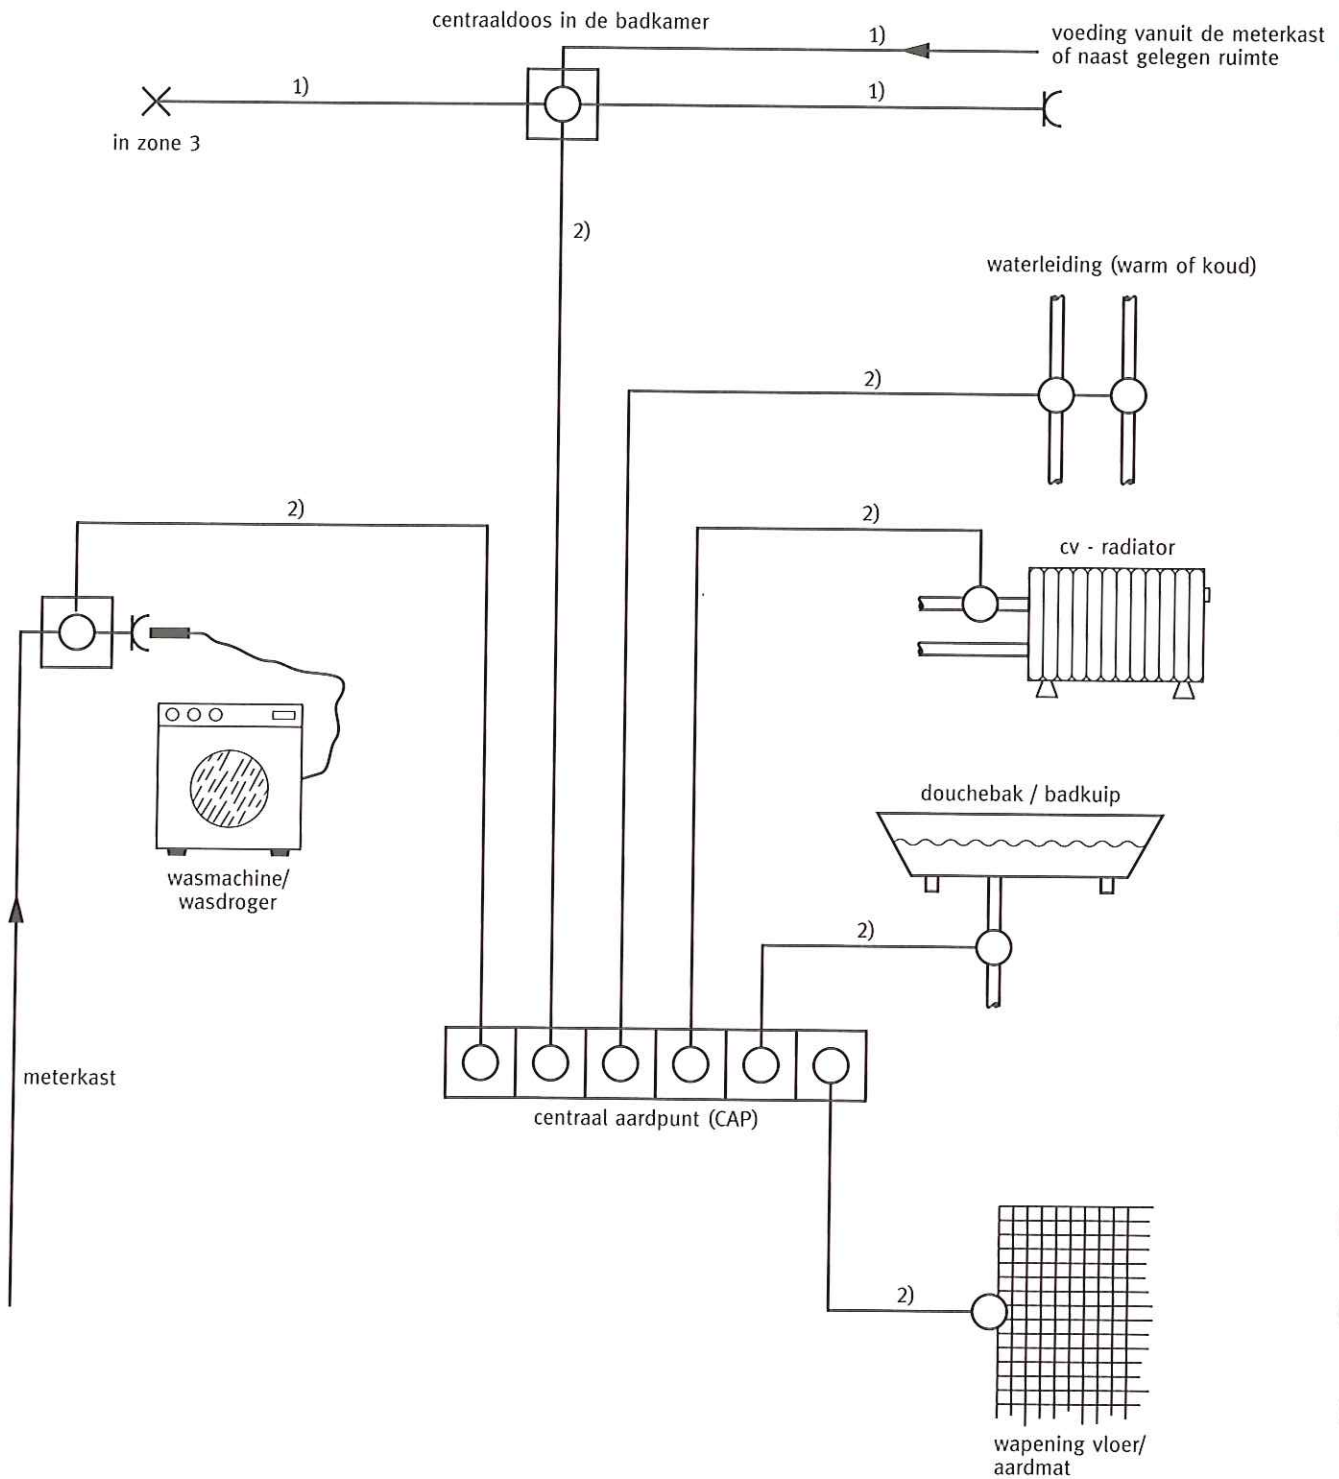 centraaldoos in de badkamer
1)
voeding vanuit de meterkast
of naast gelegen ruimte
1)
1)
in zone 3
2)
waterleiding (warm of koud)
2)
2)
2)
cv - radiator
douchebak / badkuip
wasmachine/
wasdroger
2)
meterkast
centraal aardpunt (CAP)
2)
wapening vloer/
aardmat